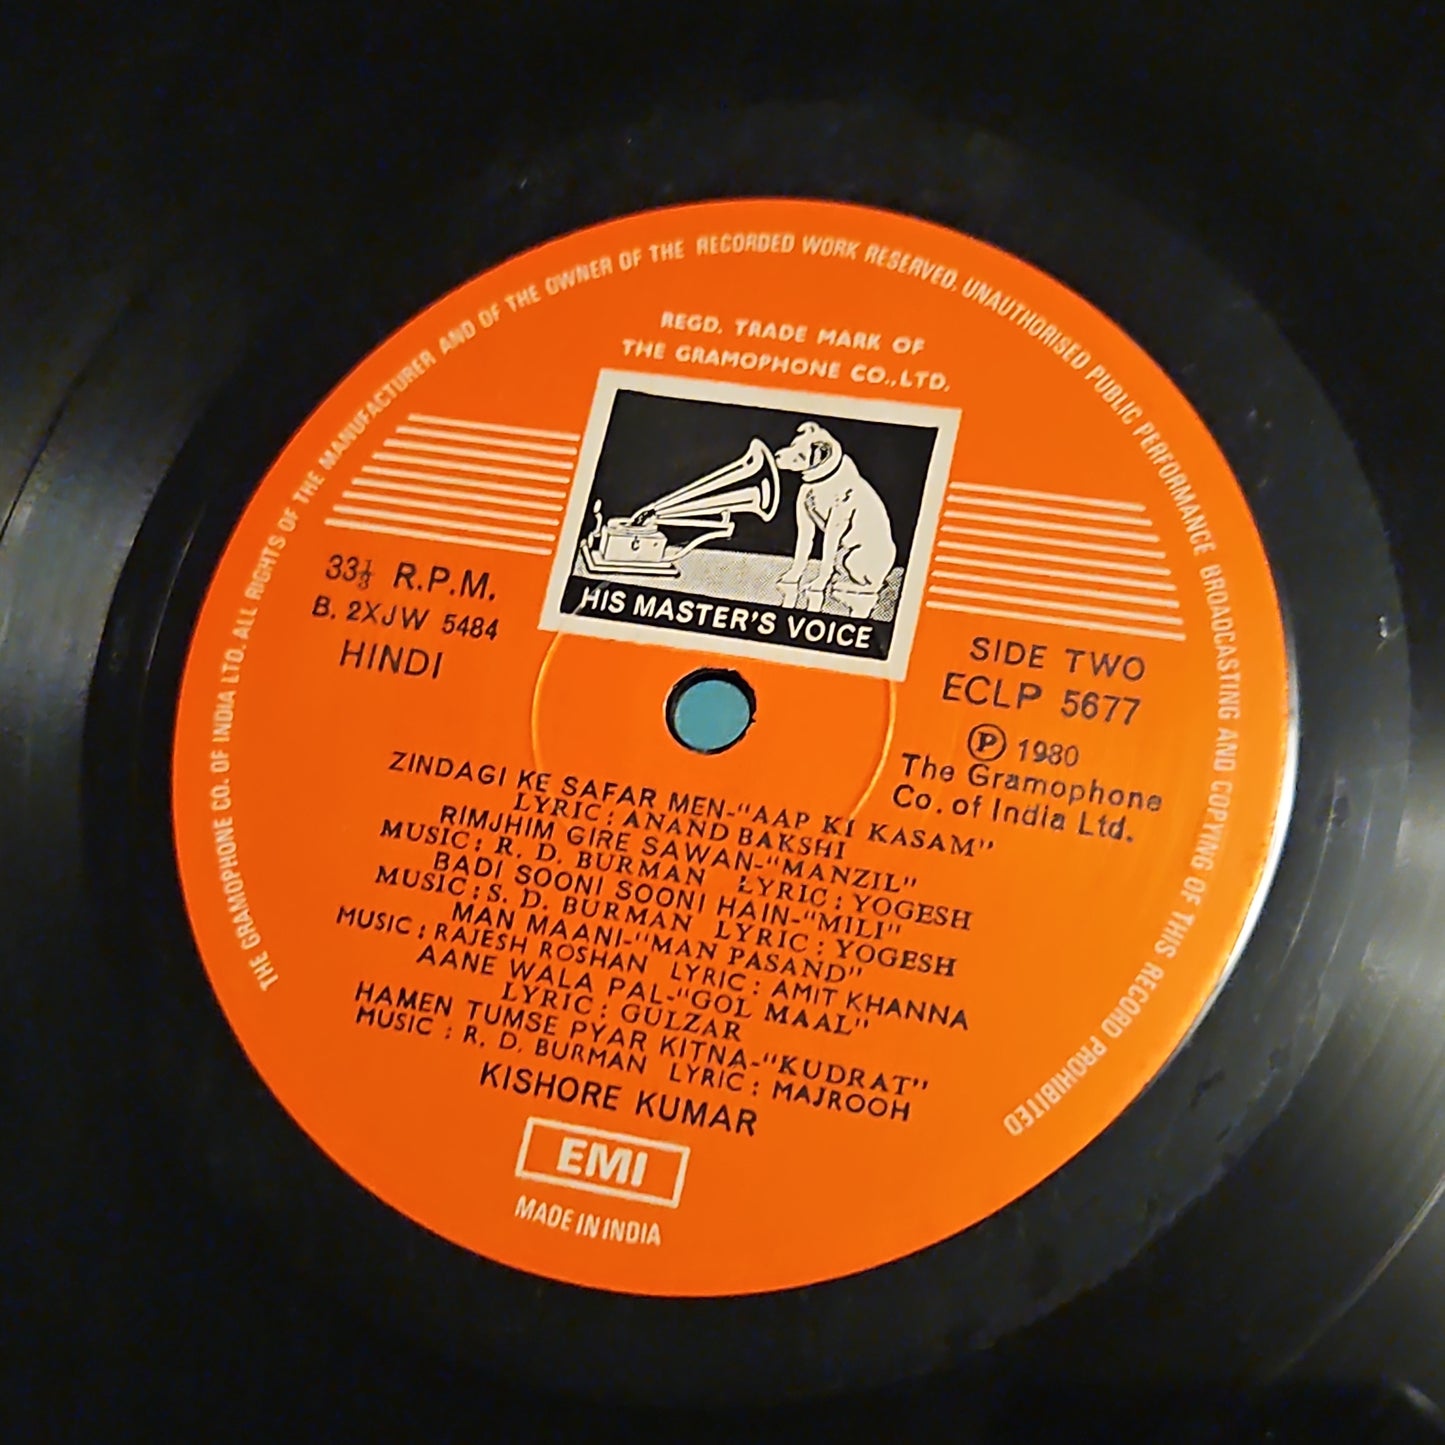 THE GRAMOPHONE CO. OF INDIA LTD. ALL RIGHTS OF THE MANUFACTURER AND OF THE OWNER OF THE RECORDED WORK RESERVED. UNAUTHORISED PUBLIC PERFORMANCE BROADCASTING AND COPYING OF THIS RECORD PROHIBITED
REGD. TRADE MARK OF
THE GRAMOPHONE CO., LTD.
HIS MASTER'S VOICE
33⅓ R.P.M.
B. 2XJW 5484
HINDI
SIDE TWO
ECLP 5677
Ⓟ 1980
The Gramophone
Co. of India Ltd.
ZINDAGI KE SAFAR MEN-"AAP KI KASAM"
LYRIC : ANAND BAKSHI
RIMJHIM GIRE SAWAN-"MANZIL"
MUSIC : R. D. BURMAN LYRIC : YOGESH
BADI SOONI SOONI HAIN-"MILI"
MUSIC : S. D. BURMAN LYRIC : YOGESH
MAN MAANI-"MAN PASAND"
MUSIC : RAJESH ROSHAN LYRIC : AMIT KHANNA
AANE WALA PAL-"GOL MAAL"
LYRIC : GULZAR
HAMEN TUMSE PYAR KITNA-"KUDRAT"
MUSIC : R. D. BURMAN LYRIC : MAJROOH
KISHORE KUMAR
EMI
MADE IN INDIA